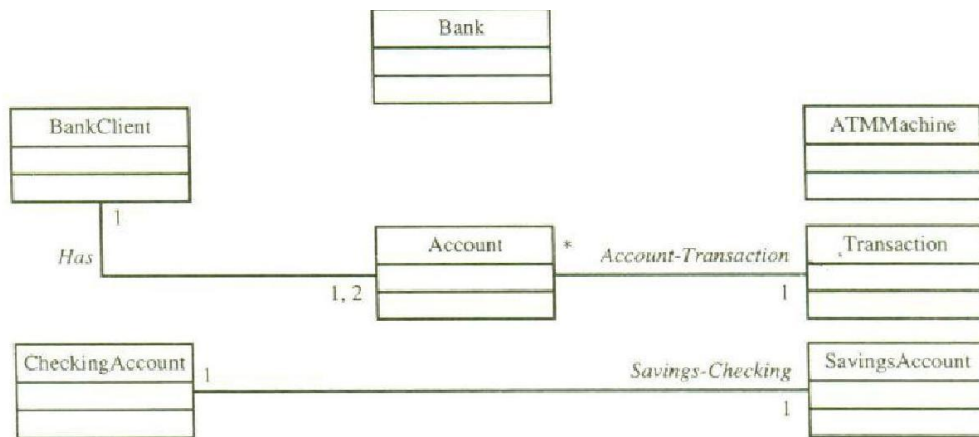 Bank
BankClient
ATMMachine
1
Has
Account
*
Account-Transaction
Transaction
1, 2
1
CheckingAccount
1
Savings-Checking
SavingsAccount
1